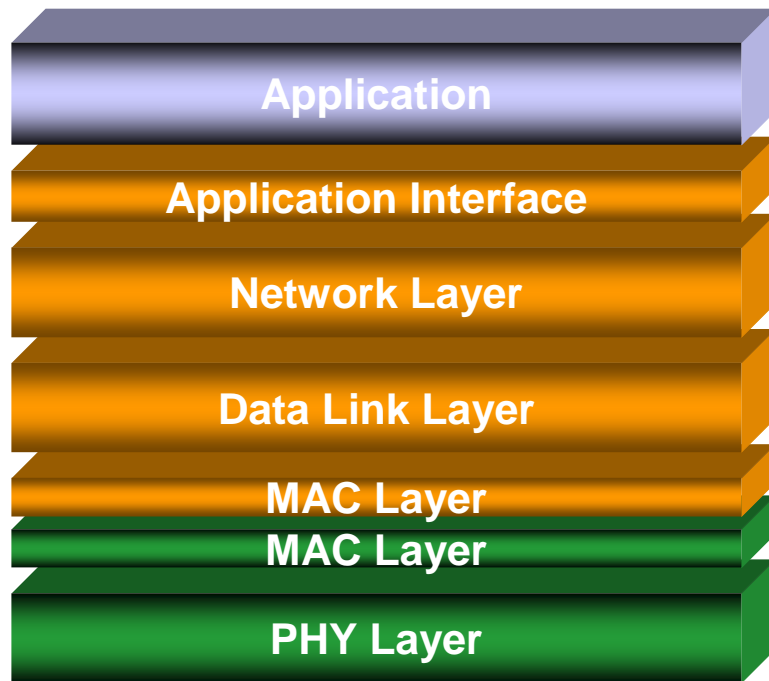 Application
Application Interface
Network Layer
Data Link Layer
MAC Layer
MAC Layer
PHY Layer